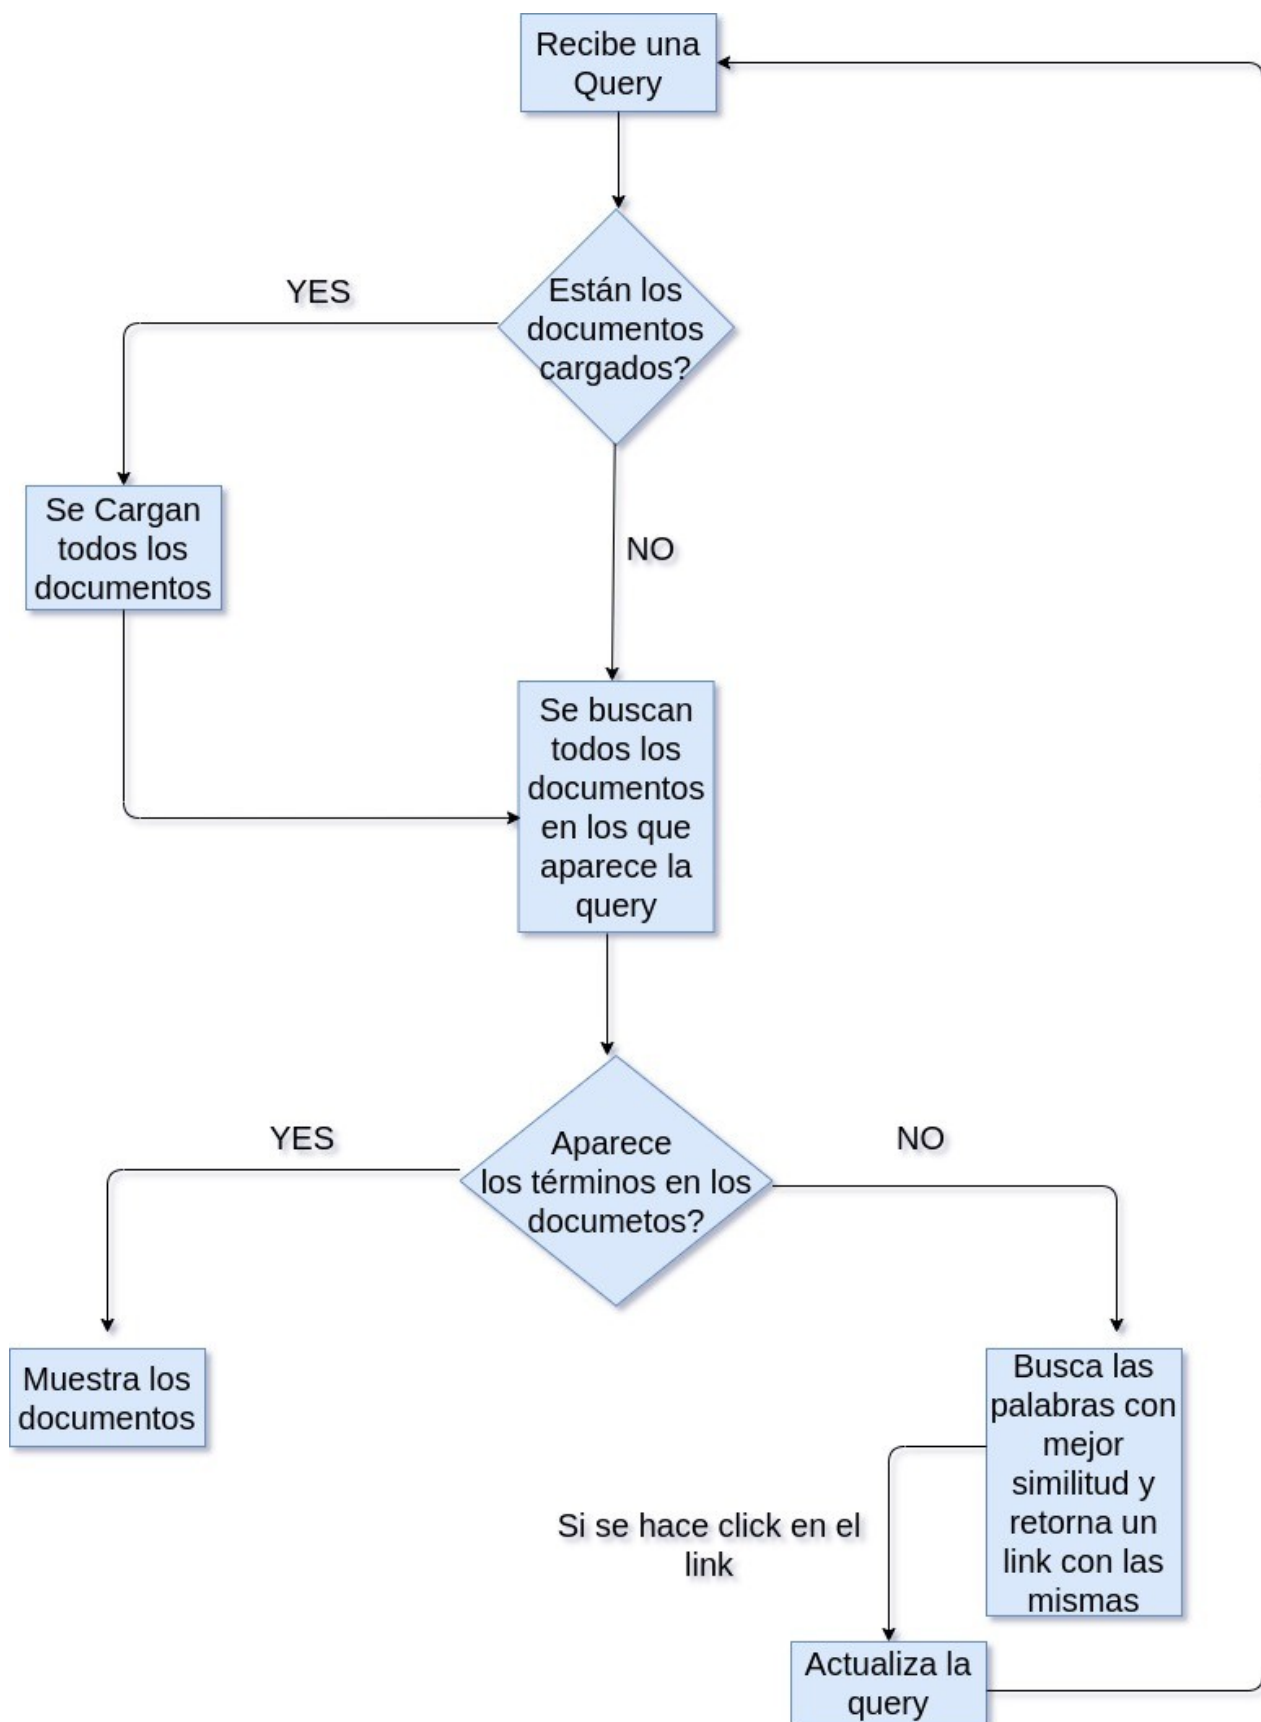 Recibe una
Query
YES
Están los
documentos
cargados?
Se Cargan
todos los
documentos
NO
Se buscan
todos los
documentos
en los que
aparece la
query
YES
Aparece
los términos en los
documetos?
NO
Muestra los
documentos
Busca las
palabras con
mejor
similitud y
retorna un
link con las
mismas
Si se hace click en el
link
Actualiza la
query